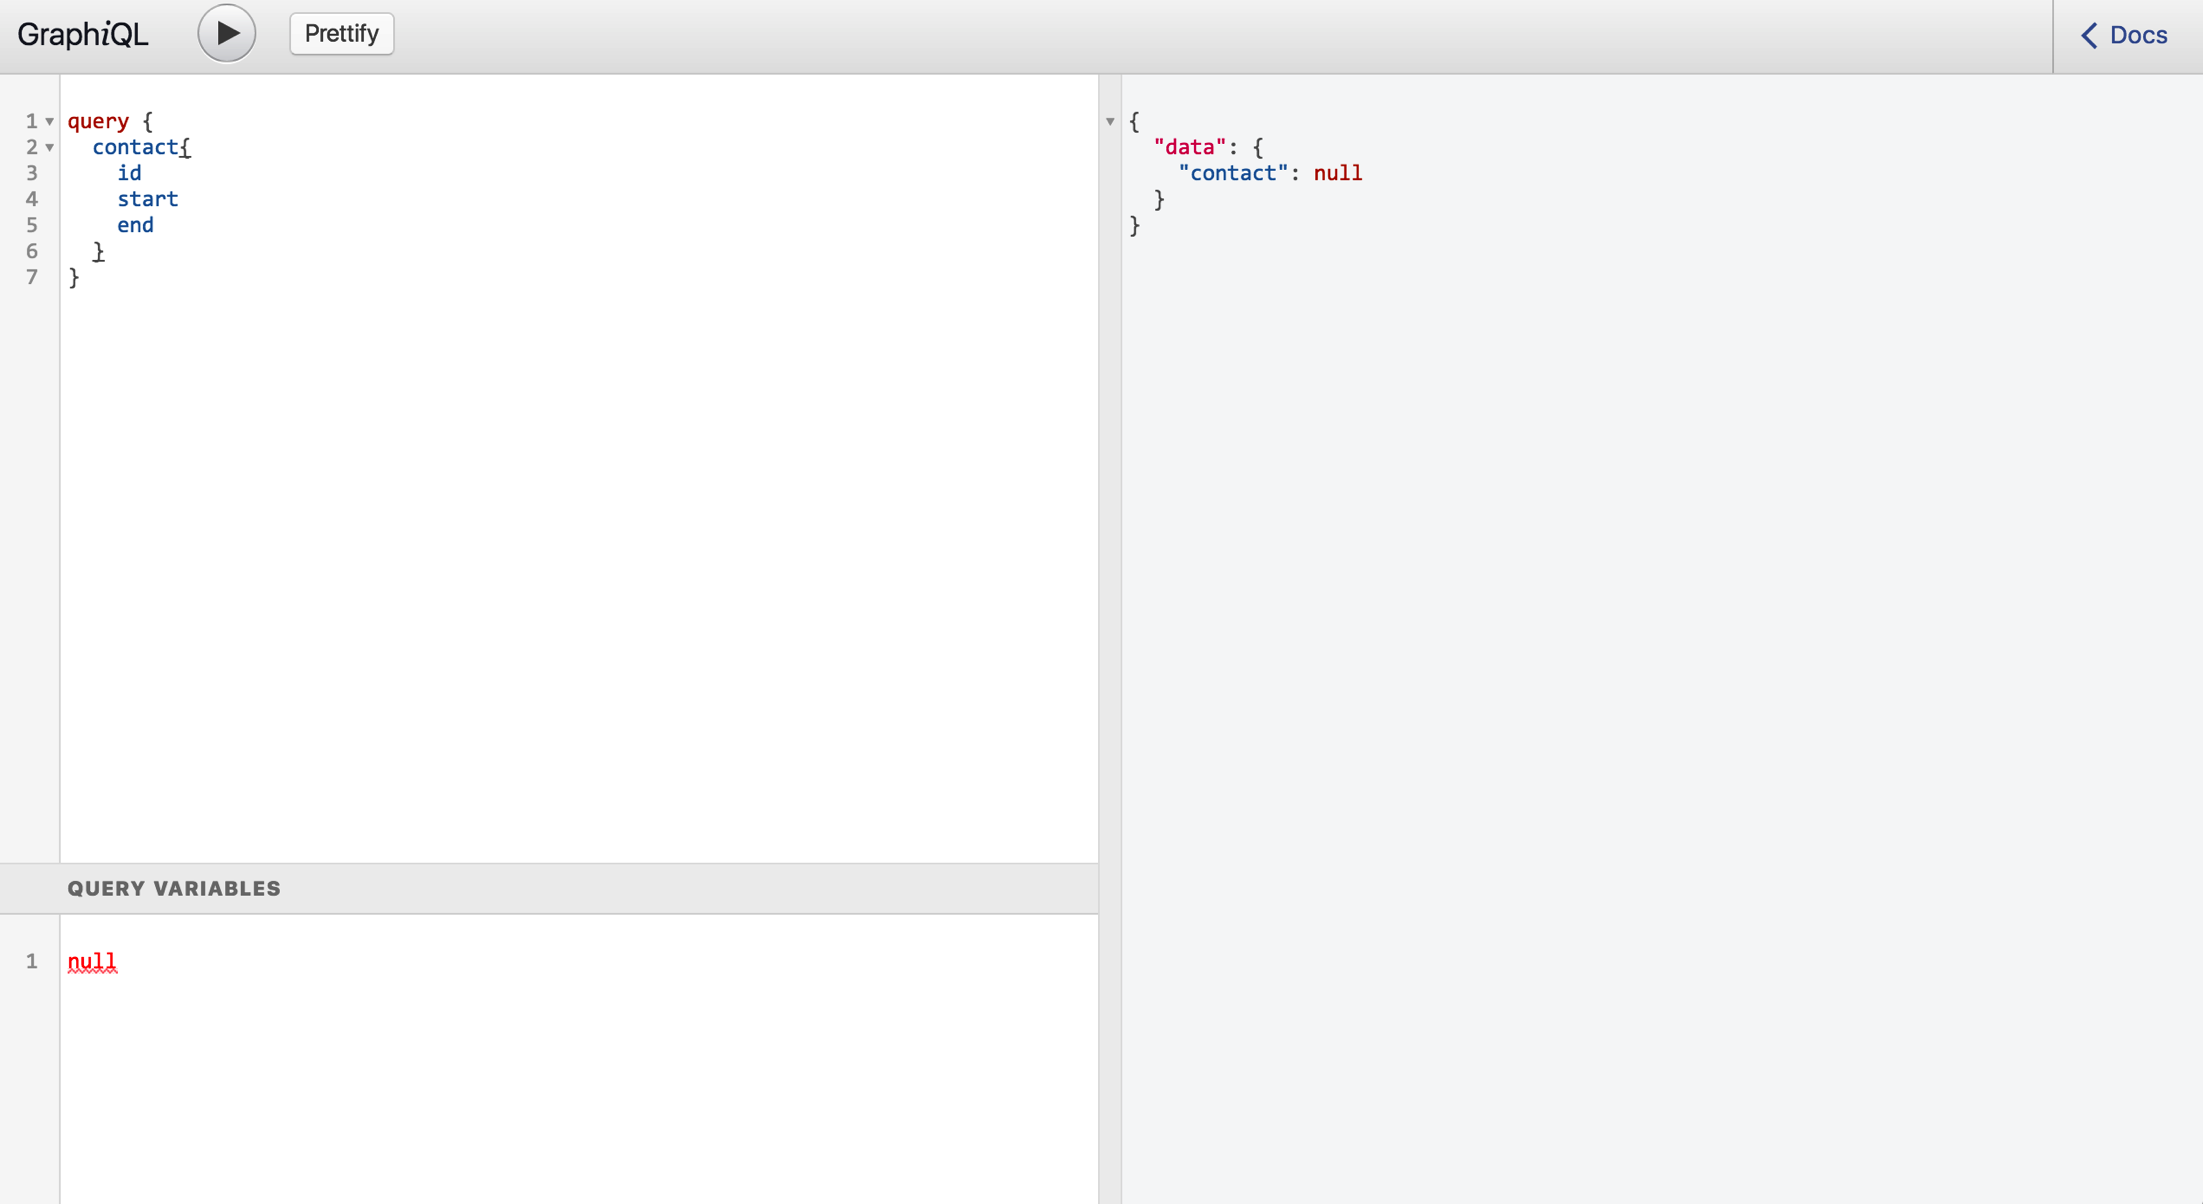 GraphiQL
Prettify
Docs
1 query {
2 contact{
3 id
4 start
5 end
6 }
7 }
QUERY VARIABLES
1 null
{
"data": {
"contact": null
}
}